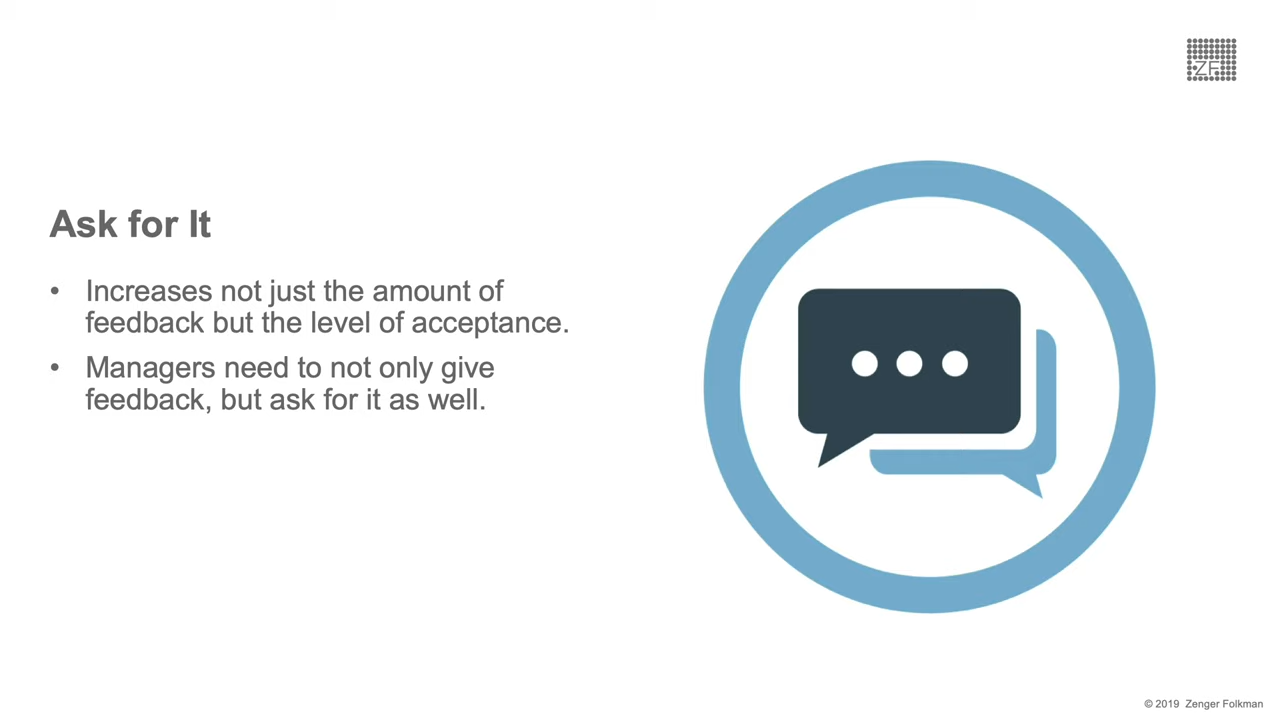 ZF
Ask for It
• Increases not just the amount of
feedback but the level of acceptance.
• Managers need to not only give
feedback, but ask for it as well.
© 2019 Zenger Folkman